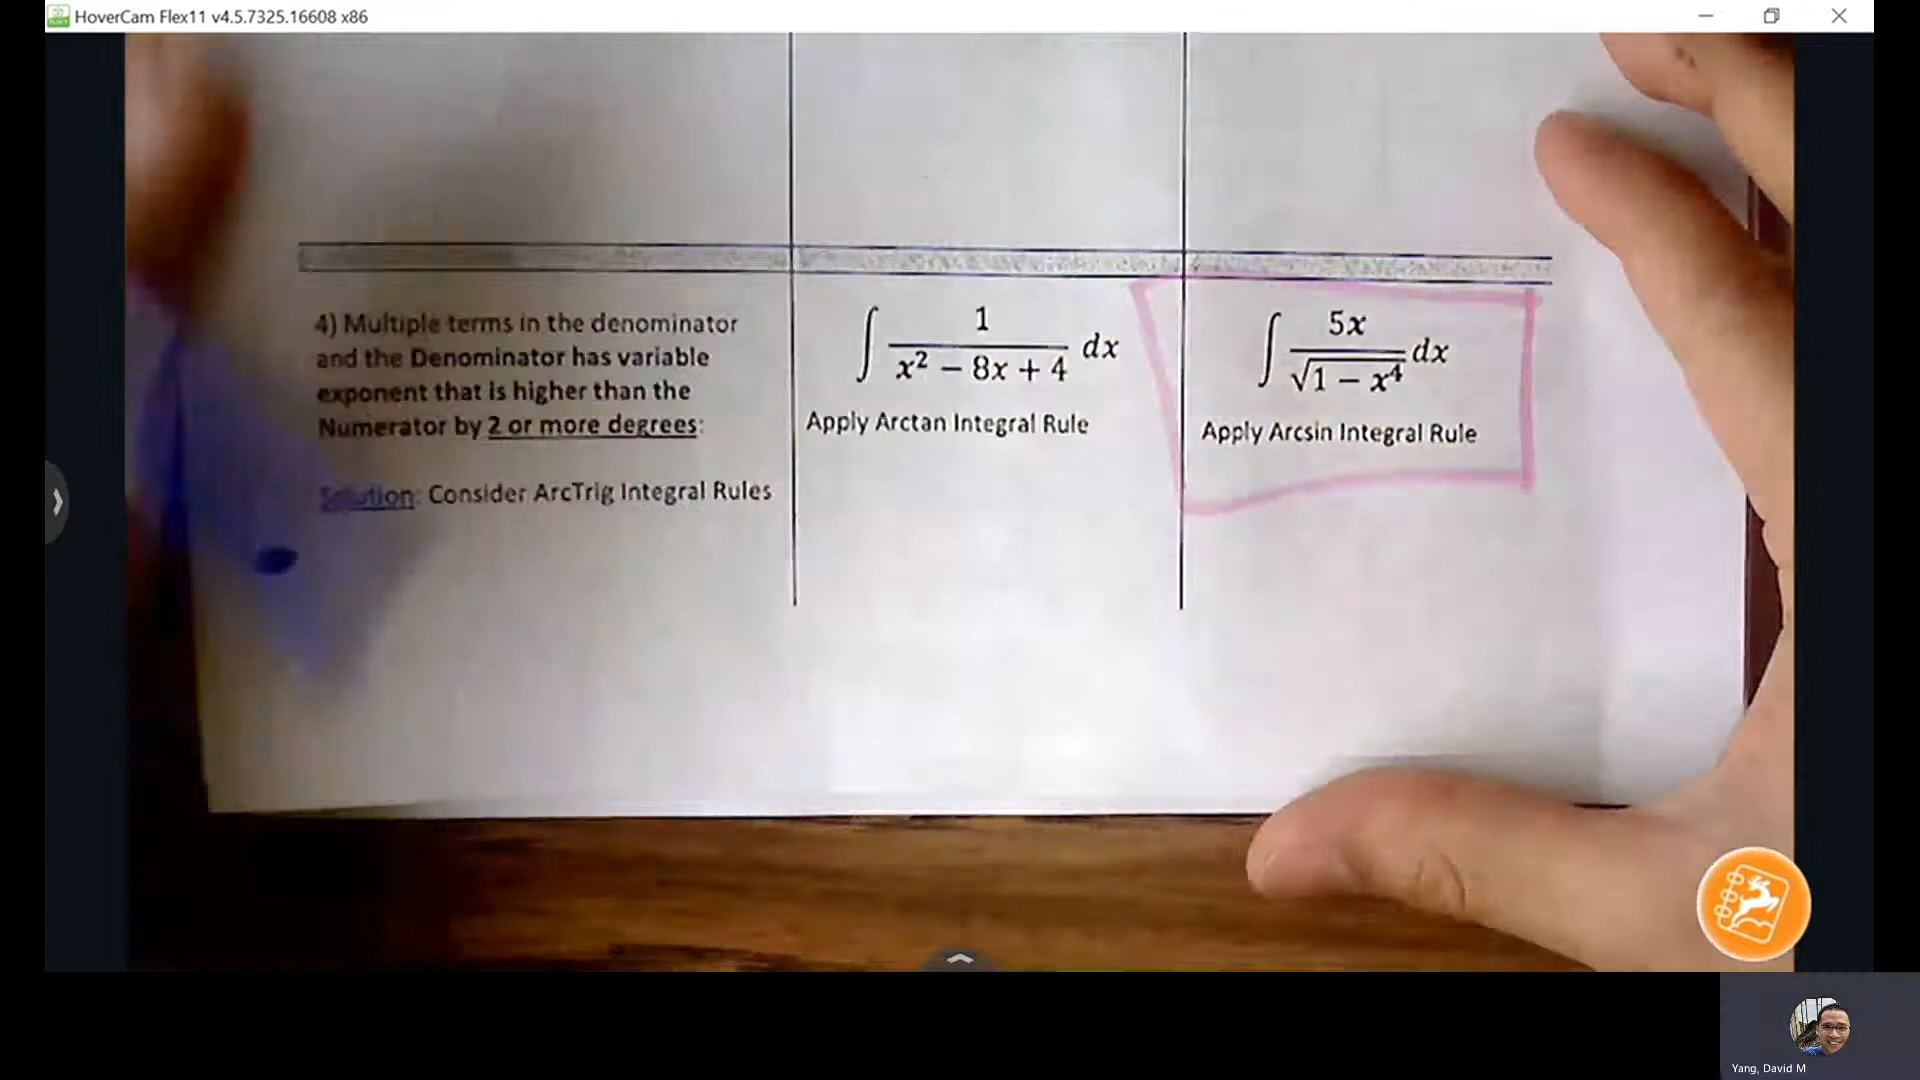 HoverCam Flex11 v4.5.7325.16608 x86
4) Multiple terms in the denominator
and the Denominator has variable
exponent that is higher than the
Numerator by 2 or more degrees:
Solution: Consider ArcTrig Integral Rules
∫ 1/(x² − 8x + 4) dx
Apply Arctan Integral Rule
∫ 5x/√(1 − x⁴) dx
Apply Arcsin Integral Rule
Yang, David M